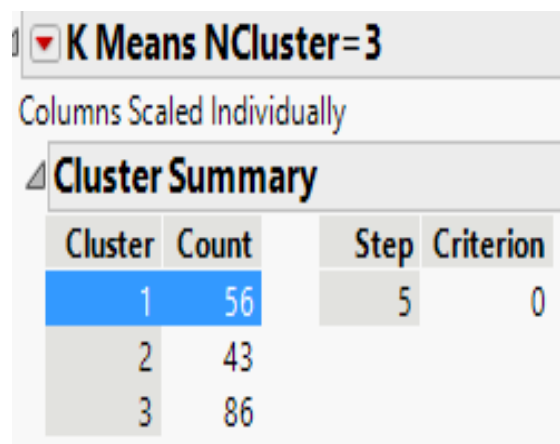 K Means NCluster=3
Columns Scaled Individually
Cluster Summary
Cluster Count Step Criterion
1 56 5 0
2 43
3 86